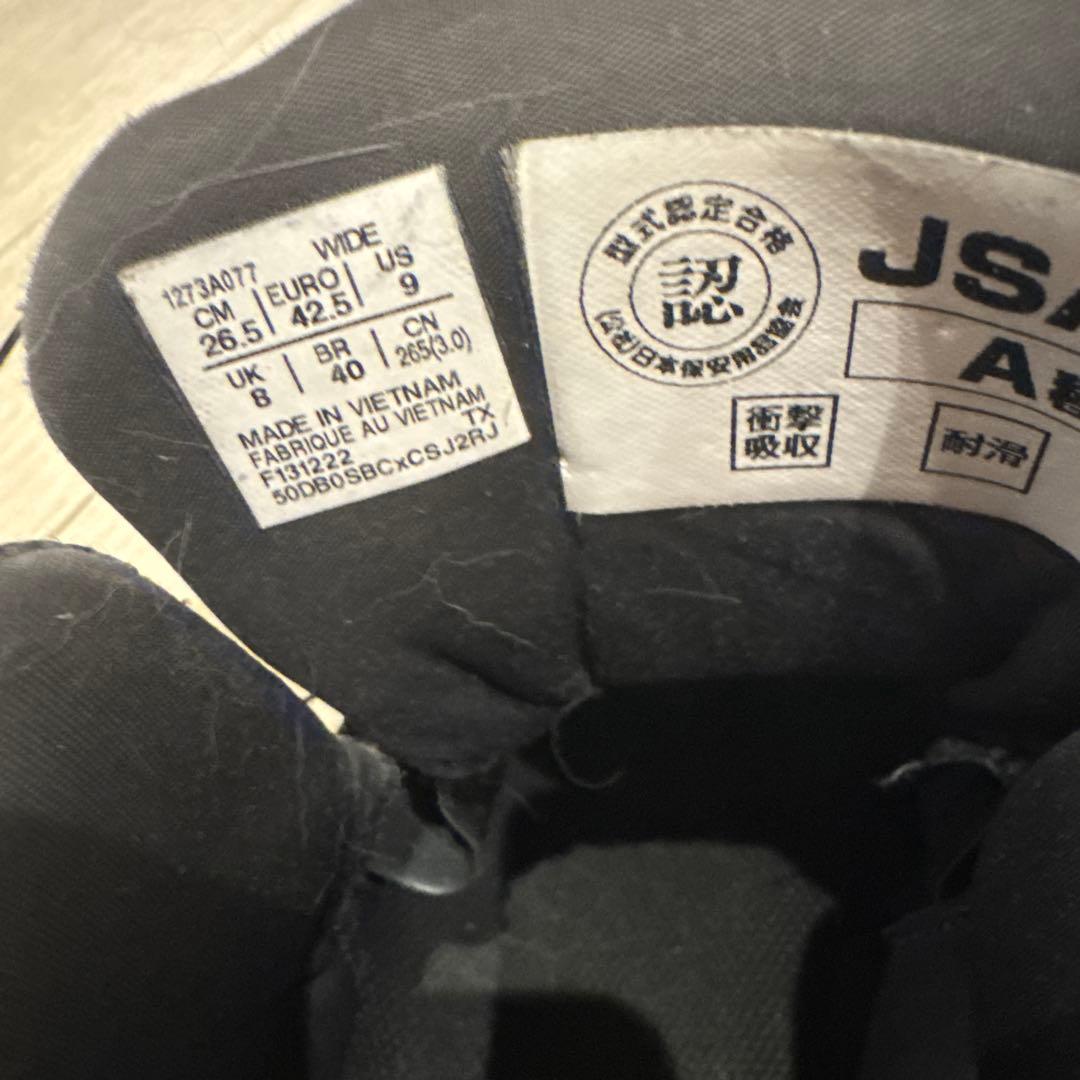 1273A077 WIDE
CM | EURO | US
26.5 | 42.5 | 9
UK | BR | CN
8 | 40 | 265(3.0)
MADE IN VIETNAM
FABRIQUE AU VIETNAM
F131222 TX
50DB0SBCxCSJ2RJ
型式認定合格
認
(公社)日本保安用品協会
JSA
A種
衝撃
吸収
耐滑